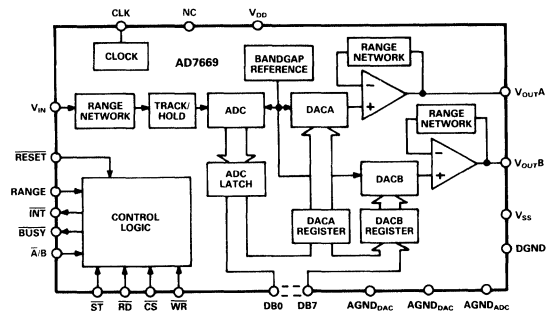 CLK
NC
VDD
CLOCK
AD7669
BANDGAP
REFERENCE
RANGE
NETWORK
VIN
RANGE
NETWORK
TRACK/
HOLD
ADC
DACA
VOUTA
RANGE
NETWORK
RESET
ADC
LATCH
DACB
VOUTB
RANGE
INT
BUSY
A/B
CONTROL
LOGIC
DACA
REGISTER
DACB
REGISTER
VSS
DGND
ST
RD
CS
WR
DB0
DB7
AGNDDAC
AGNDDAC
AGNDADC